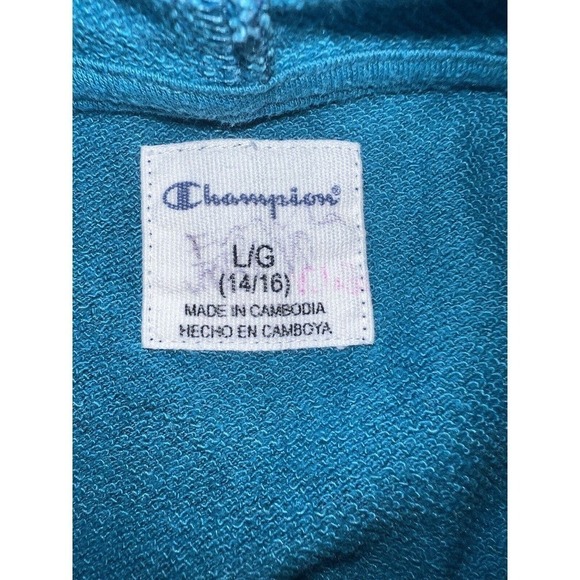 Champion®
L/G
(14/16)
MADE IN CAMBODIA
HECHO EN CAMBOYA